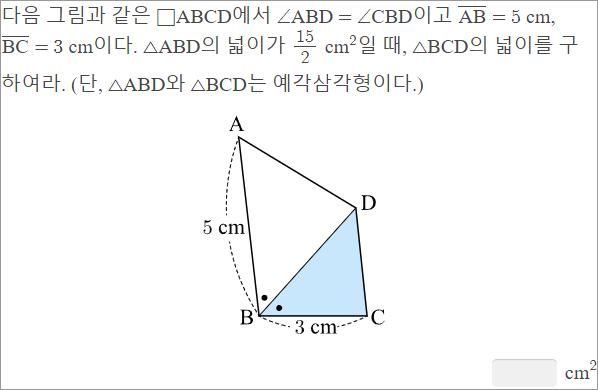 다음 그림과 같은 □ABCD에서 ∠ABD = ∠CBD이고 \overline{AB} = 5 cm,
\overline{BC} = 3 cm이다. △ABD의 넓이가 \frac{15}{2} cm²일 때, △BCD의 넓이를 구
하여라. (단, △ABD와 △BCD는 예각삼각형이다.)
A
D
5 cm
B
3 cm
C
cm²